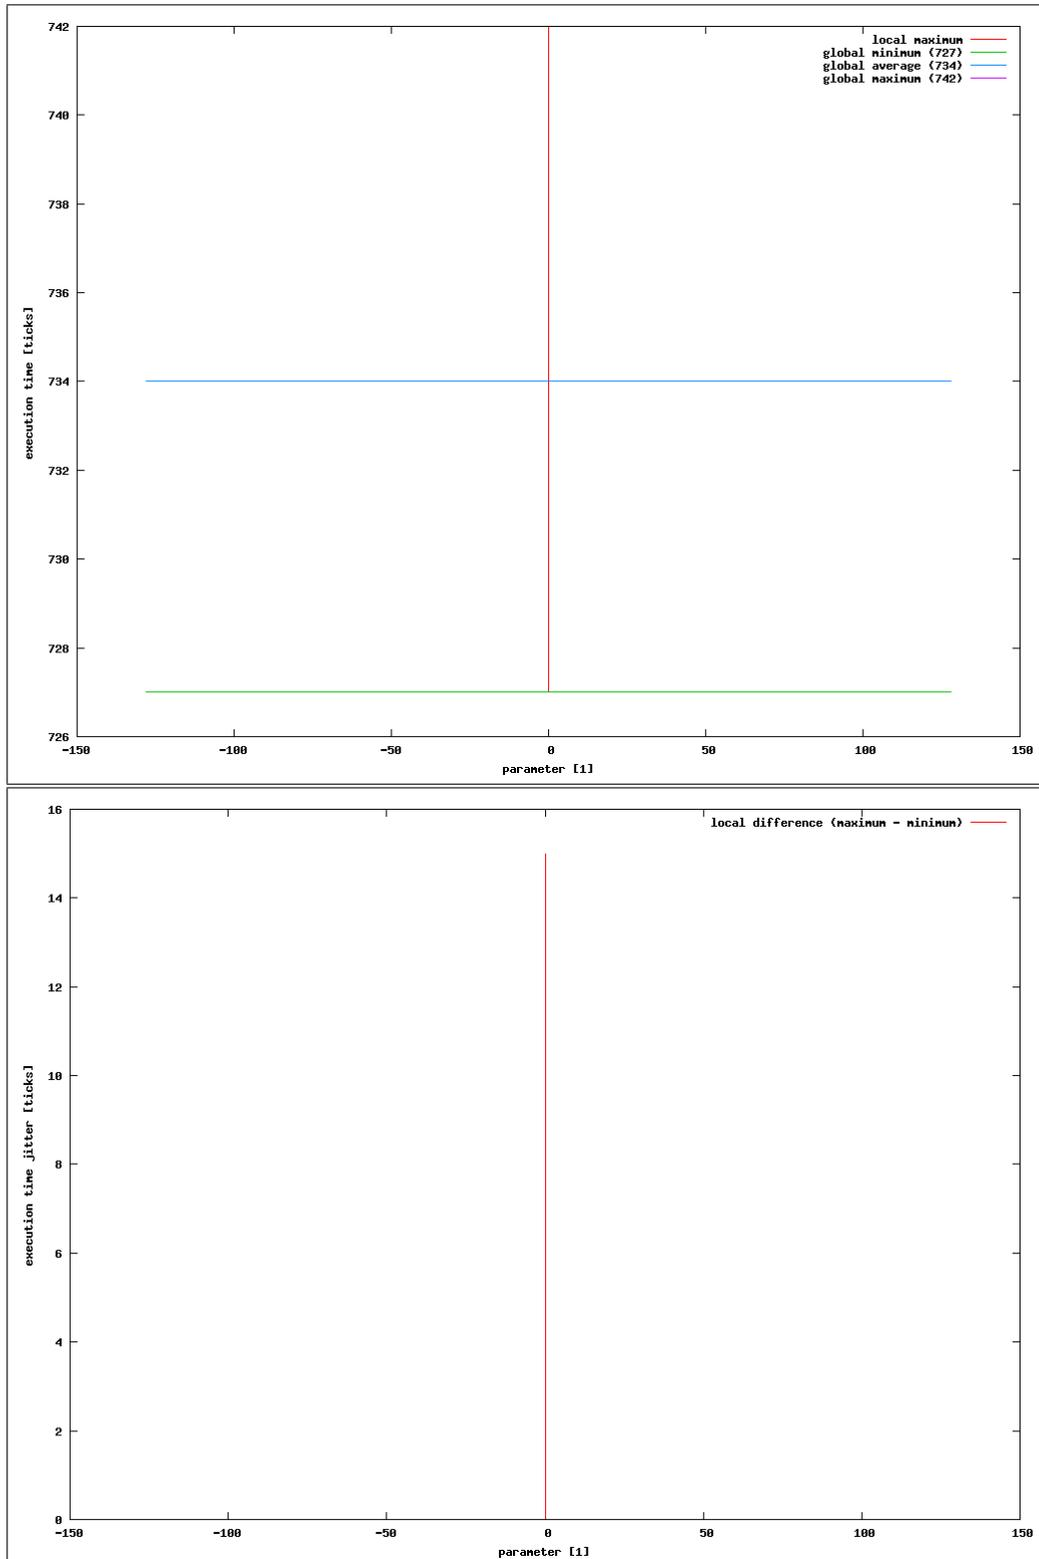 742
local maximum
global minimum (727)
global average (734)
global maximum (742)
740
738
736
734
732
730
728
726
execution time [ticks]
-150 -100 -50 0 50 100 150
parameter [1]
16
local difference (maximum - minimum)
14
12
10
8
6
4
2
0
execution time jitter [ticks]
-150 -100 -50 0 50 100 150
parameter [1]